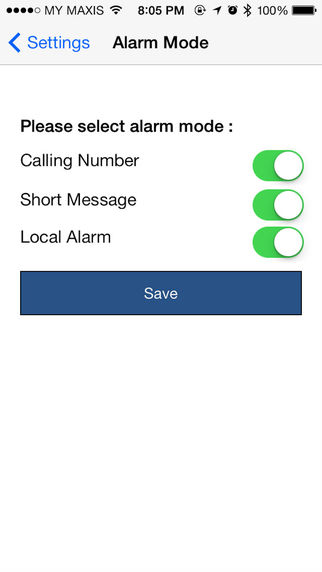 MY MAXIS 8:05 PM 100%
Settings Alarm Mode
Please select alarm mode :
Calling Number
Short Message
Local Alarm
Save